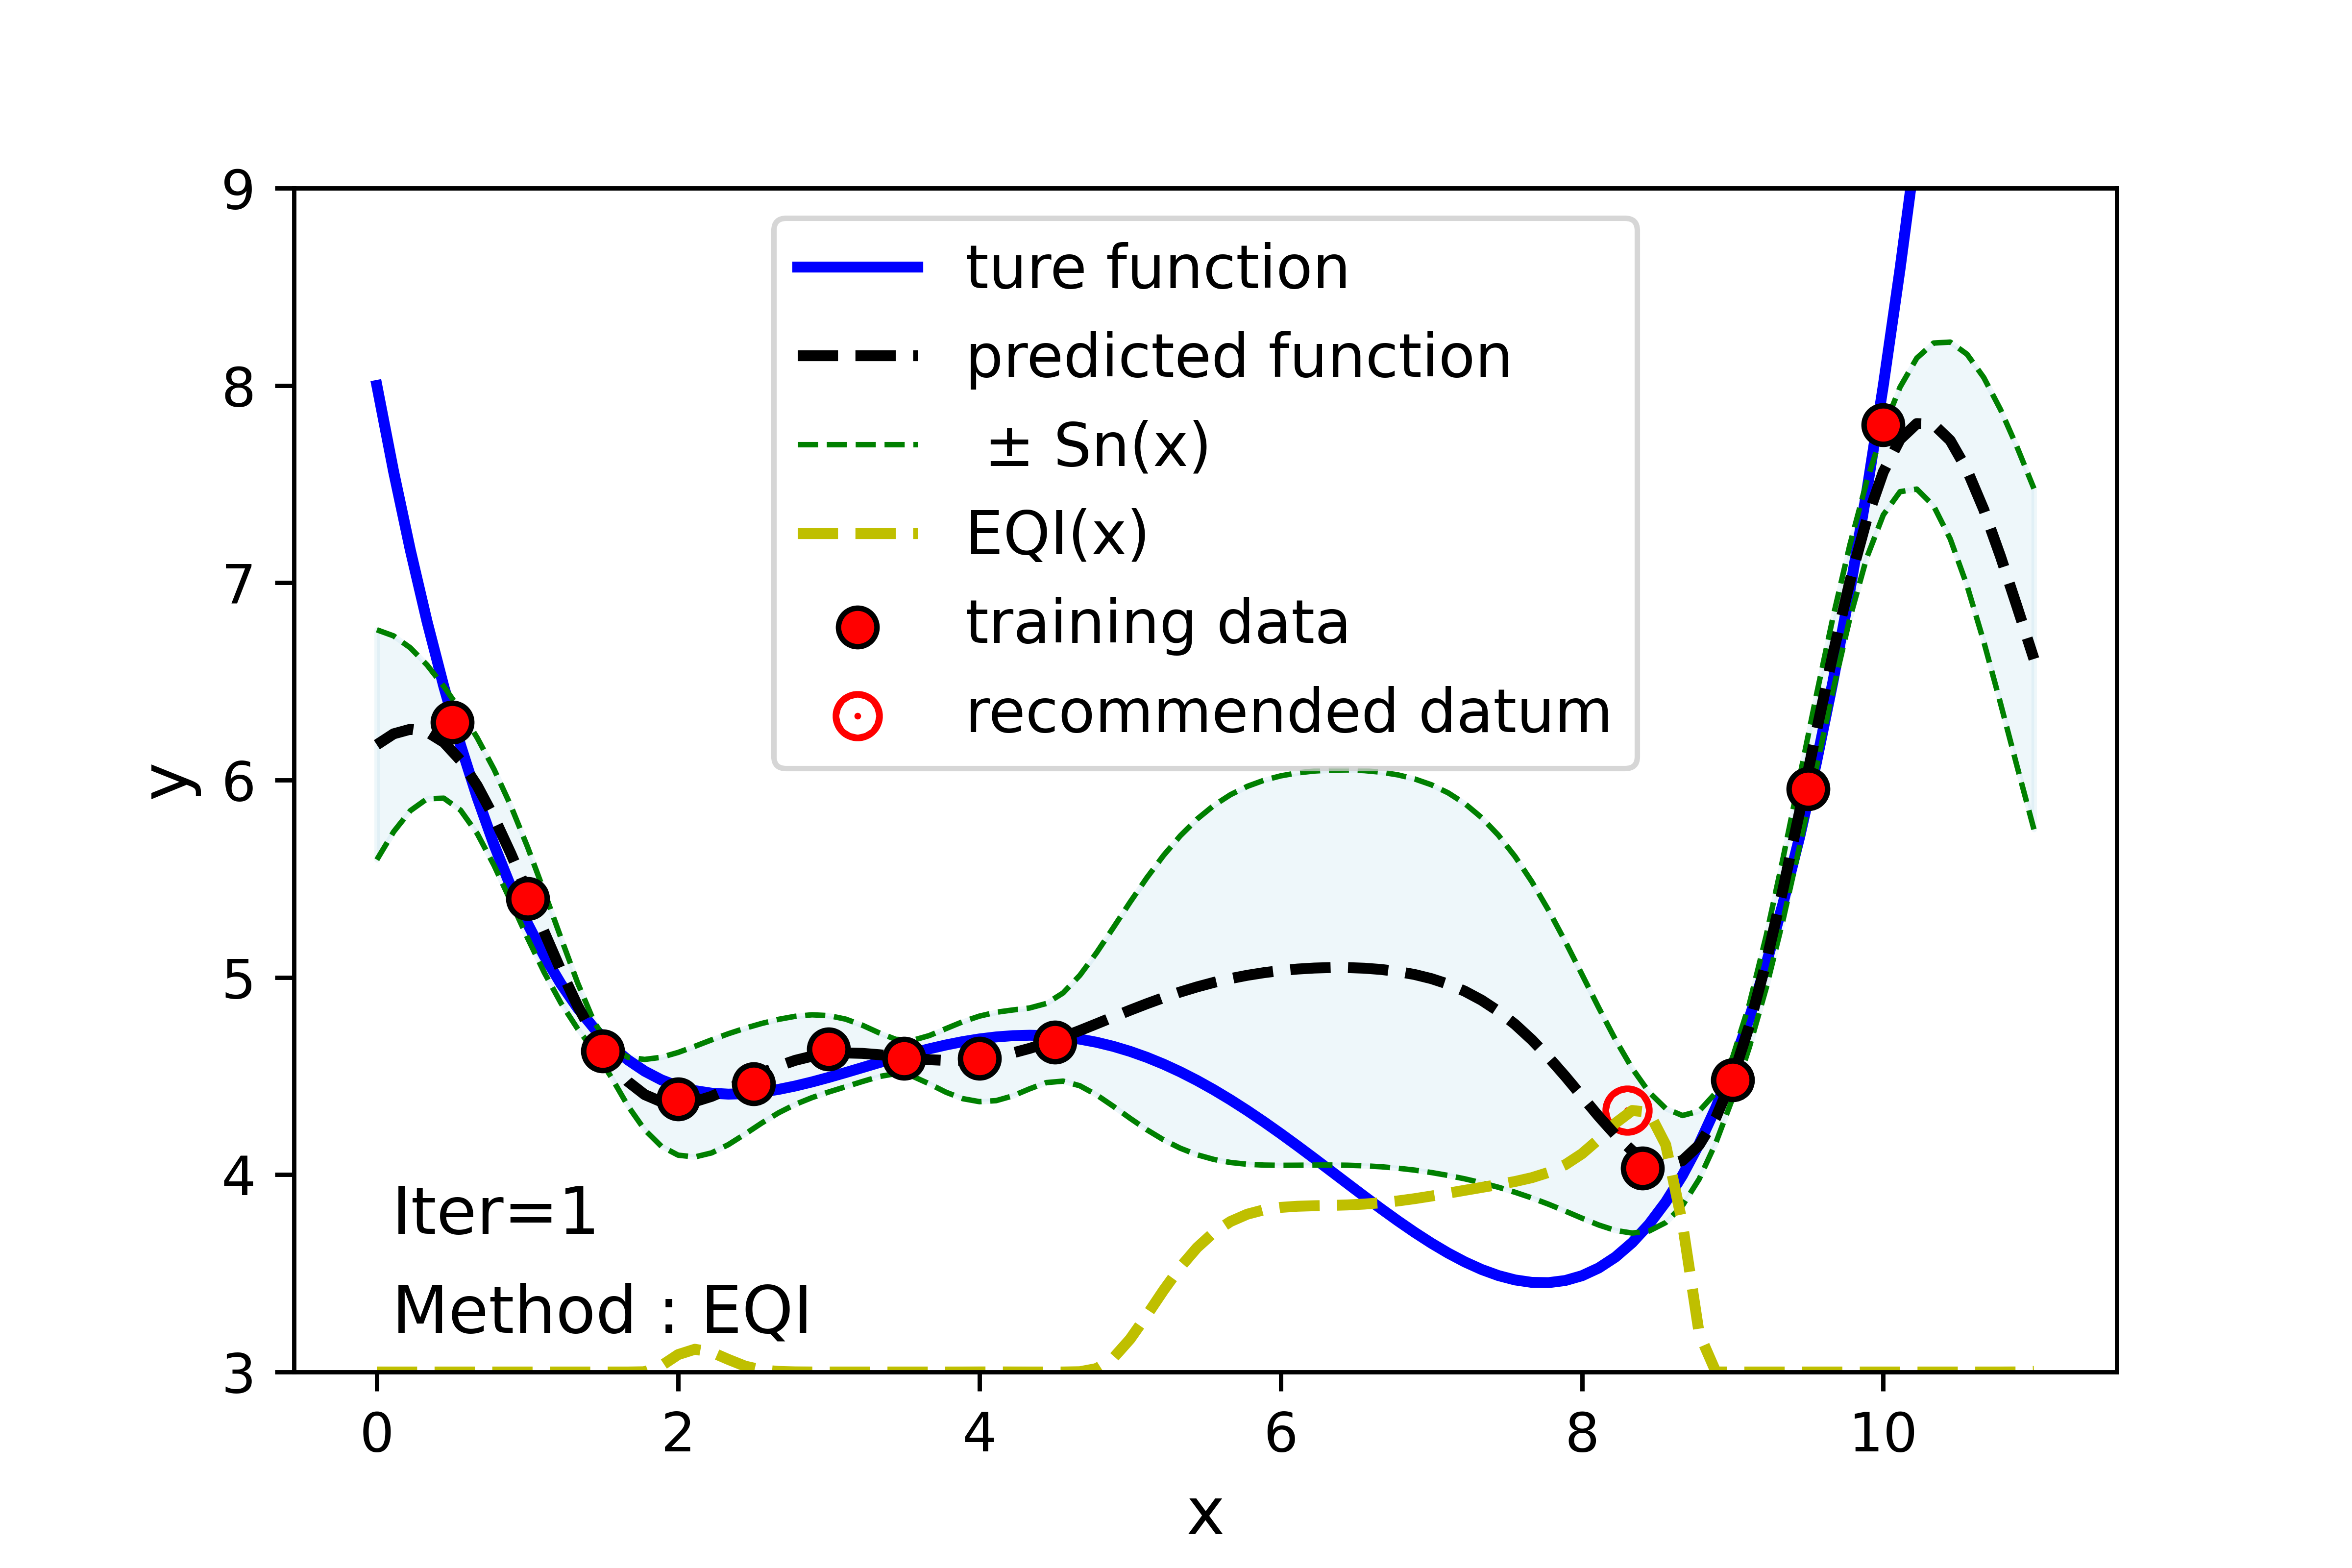 9
8
7
6
5
4
3
y
ture function
predicted function
± Sn(x)
EQI(x)
training data
recommended datum
Iter=1
Method : EQI
0 2 4 6 8 10
x